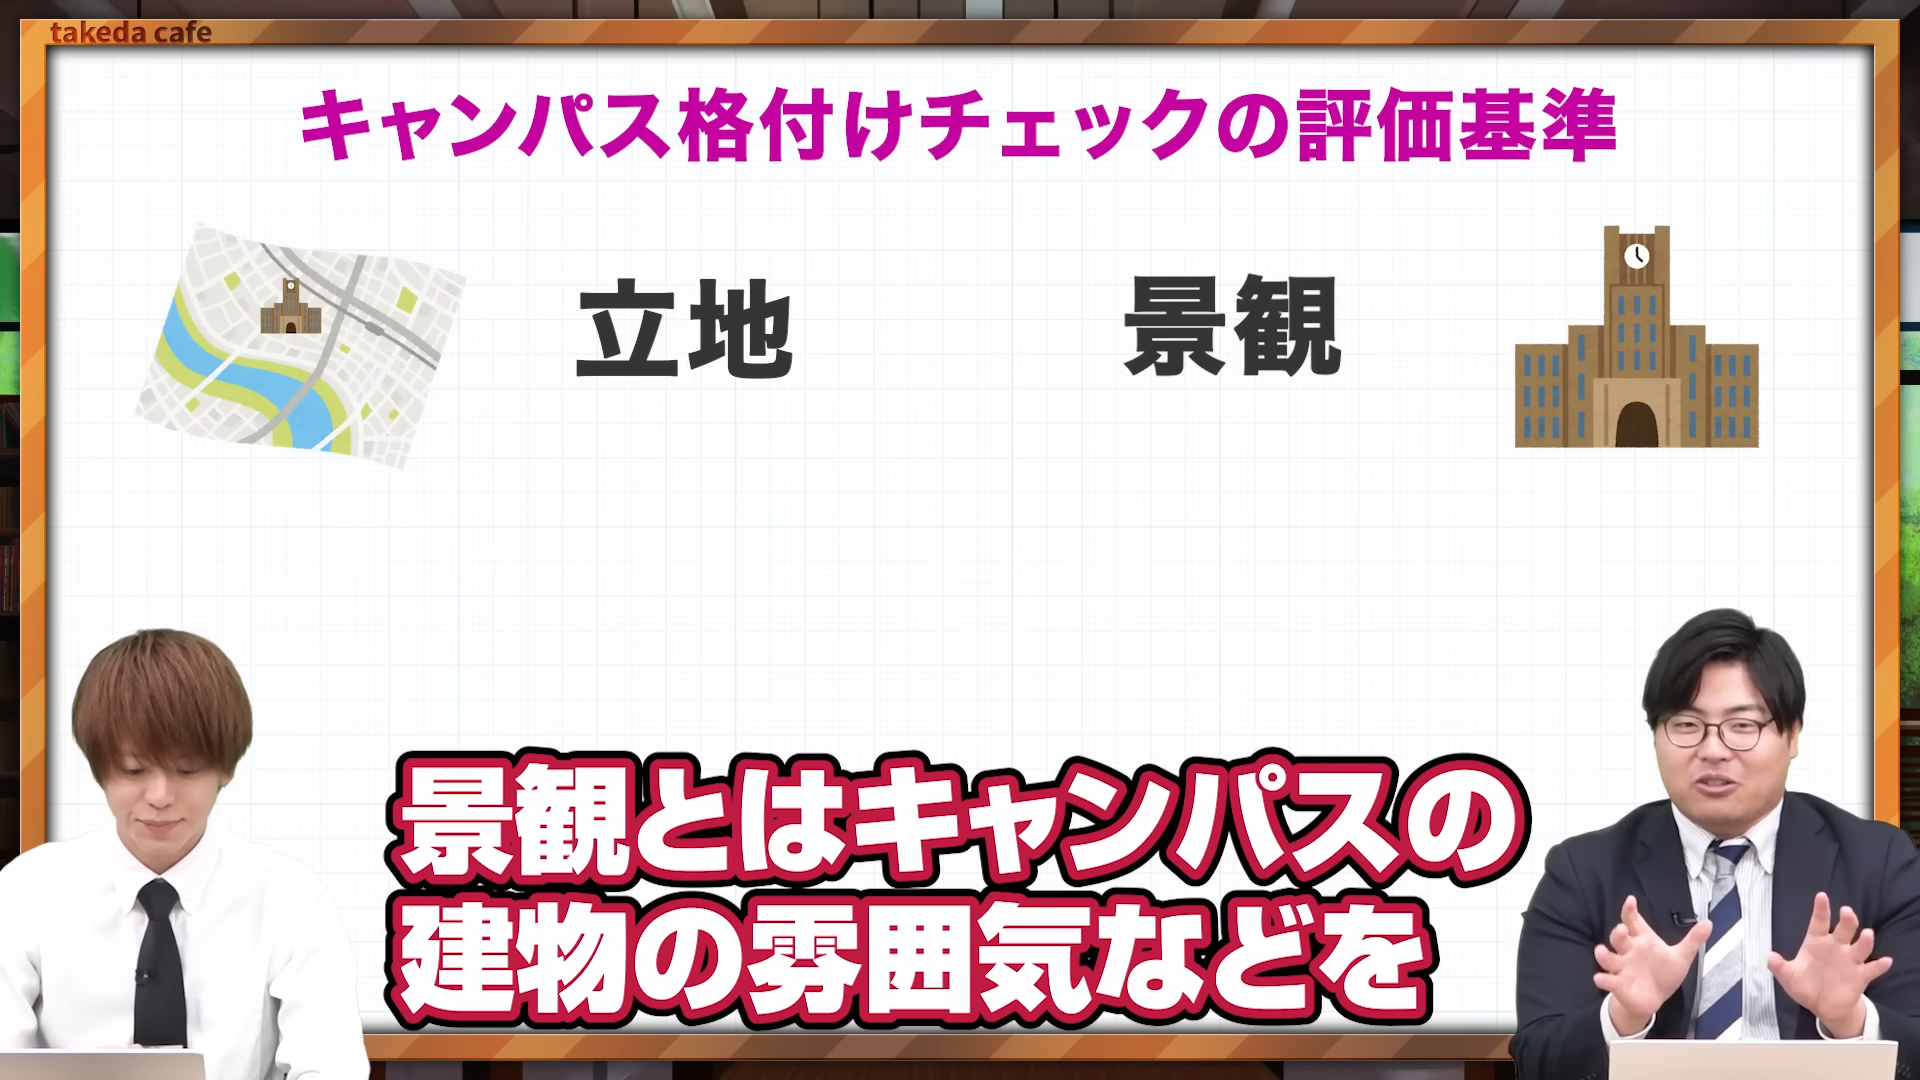 takeda cafe
キャンパス格付けチェックの評価基準
立地
景観
景観とはキャンパスの
建物の雰囲気などを